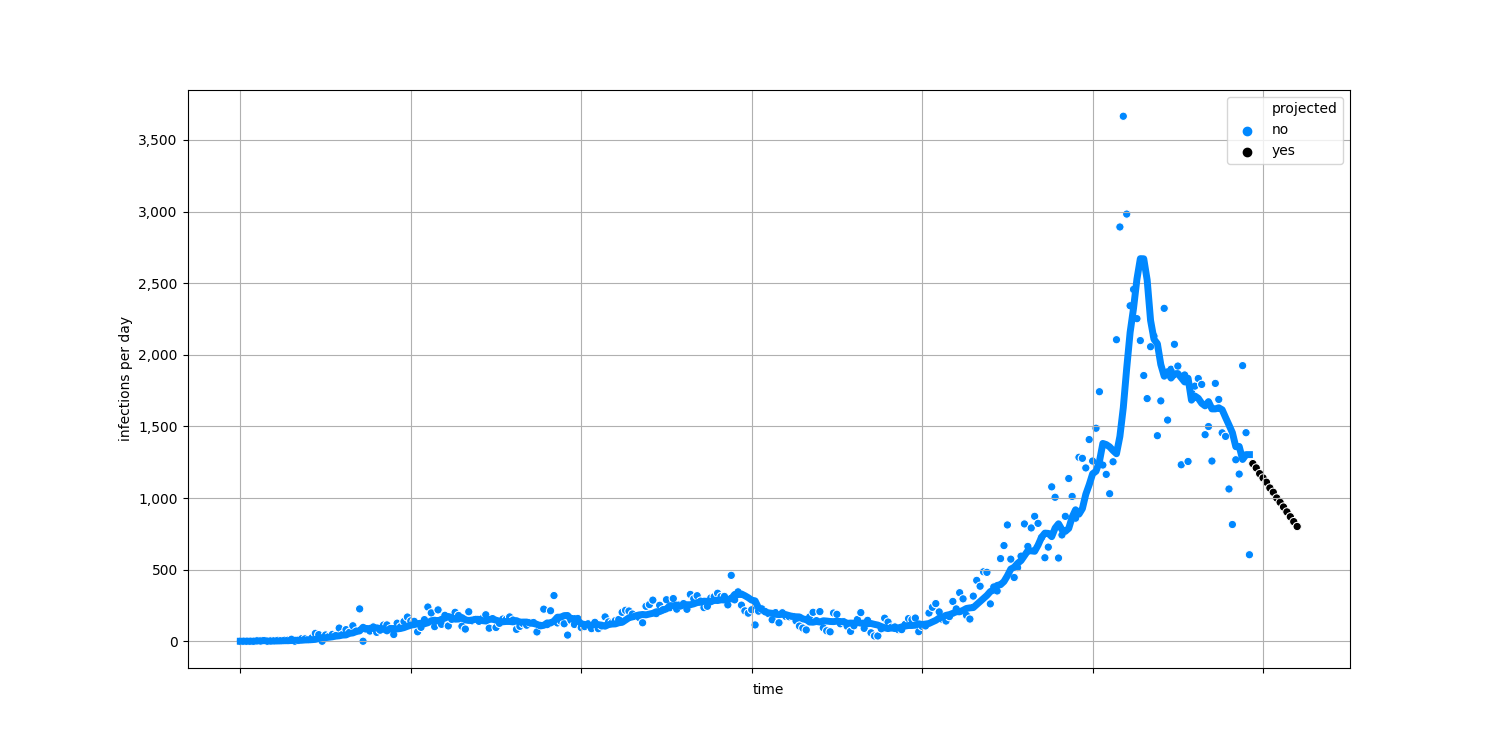 projected
no
yes
3,500
3,000
2,500
2,000
1,500
1,000
500
0
infections per day
time